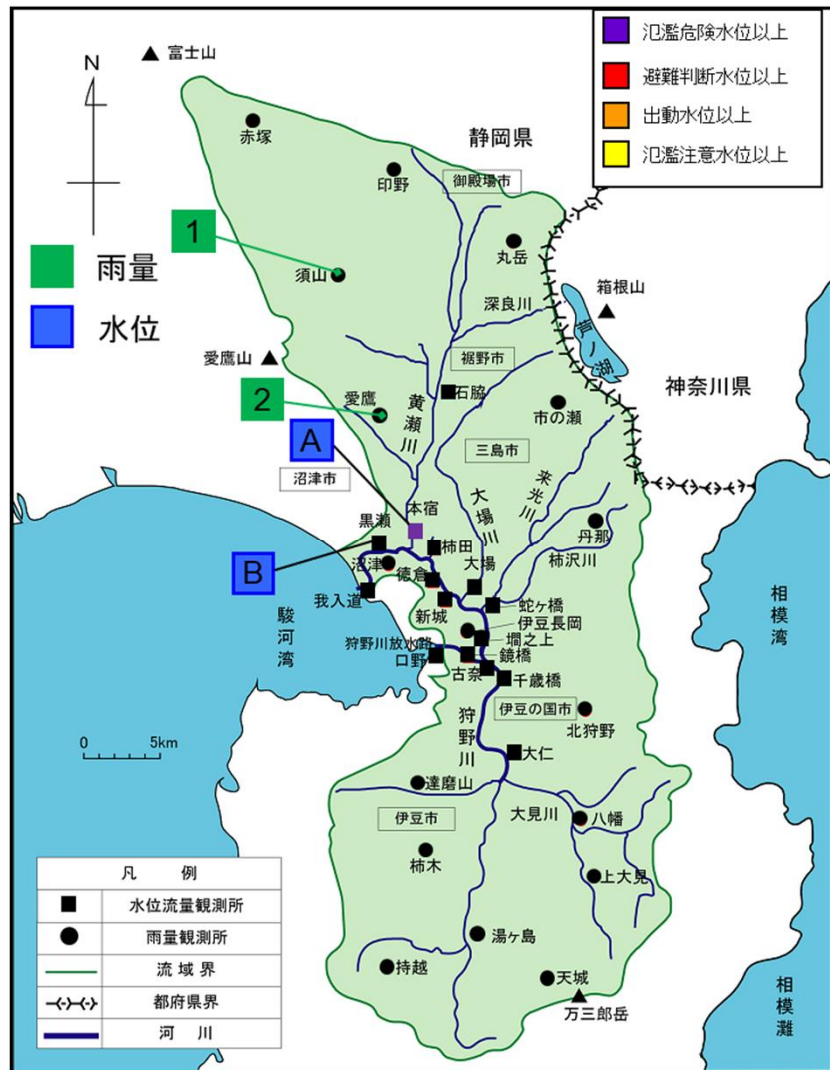 富士山
氾濫危険水位以上
避難判断水位以上
出動水位以上
氾濫注意水位以上
N
赤塚
静岡県
印野
御殿場市
1
丸岳
雨量
須山
深良川
箱根山
芦ノ湖
水位
愛鷹山
裾野市
神奈川県
2
愛鷹
黄瀬川
石脇
市の瀬
A
沼津市
三島市
来光川
大場川
本宿
黒瀬
柿田
丹那
B
沼津
徳倉
大場
柿沢川
我入道
新城
蛇ヶ橋
駿河湾
伊豆長岡
狩野川放水路
墹之上
口野
鏡橋
古奈
千歳橋
相模湾
狩野川
伊豆の国市
北狩野
0 5km
大仁
達磨山
伊豆市
大見川
八幡
柿木
上大見
凡 例
水位流量観測所
雨量観測所
流域界
都府県界
河川
湯ヶ島
持越
天城
万三郎岳
相模灘